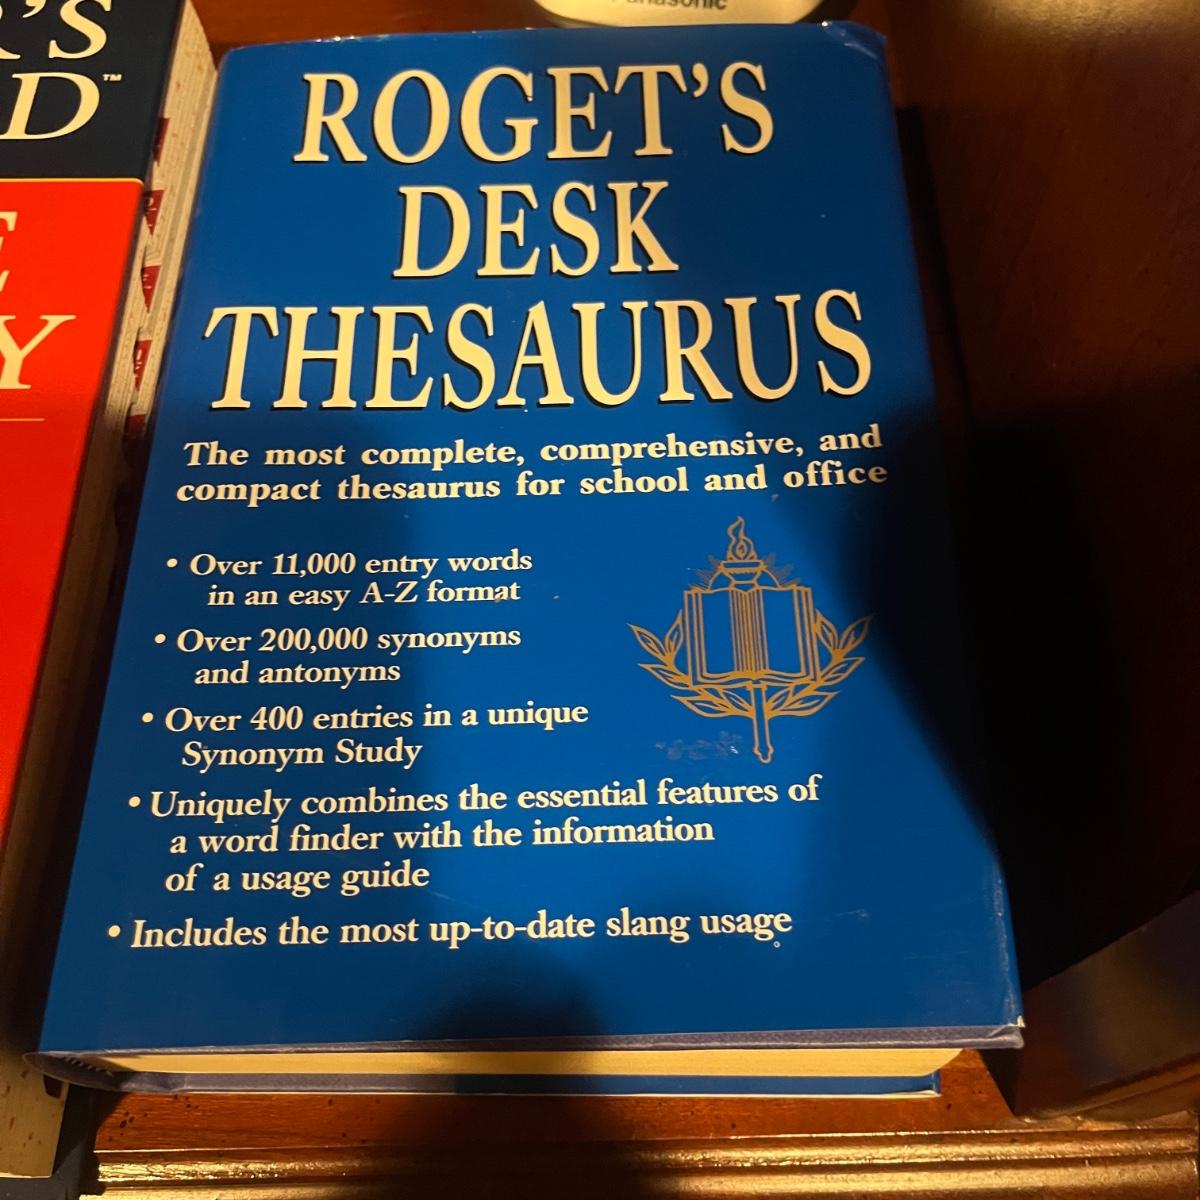 Panasonic
'S
D™
E
Y
ROGET'S
DESK
THESAURUS
The most complete, comprehensive, and
compact thesaurus for school and office
• Over 11,000 entry words
in an easy A-Z format
• Over 200,000 synonyms
and antonyms
• Over 400 entries in a unique
Synonym Study
• Uniquely combines the essential features of
a word finder with the information
of a usage guide
• Includes the most up-to-date slang usage